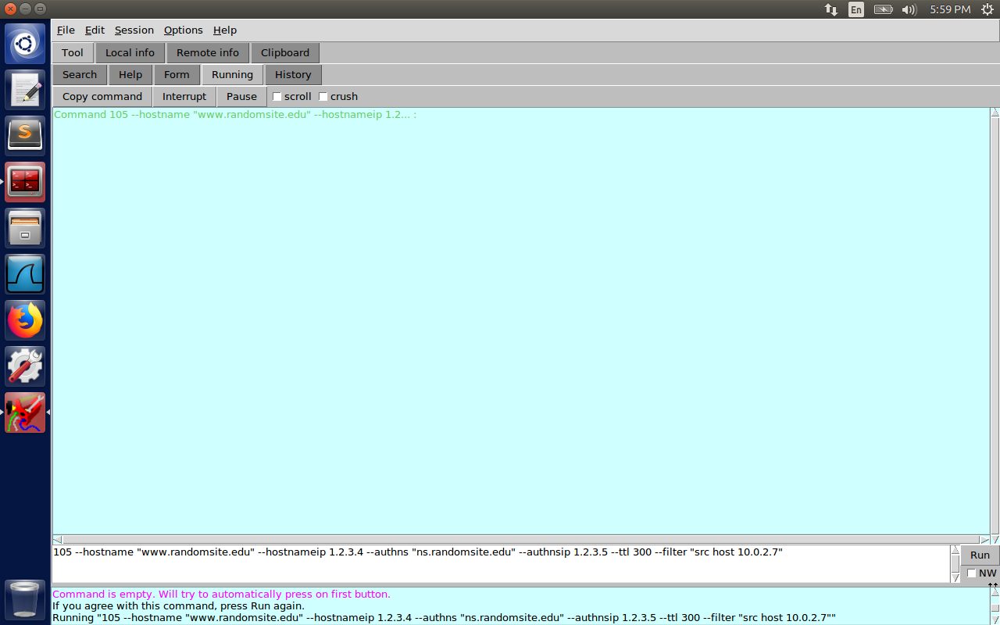 En 5:59 PM
File Edit Session Options Help
Tool Local info Remote info Clipboard
Search Help Form Running History
Copy command Interrupt Pause scroll crush
Command 105 --hostname "www.randomsite.edu" --hostnameip 1.2... :
105 --hostname "www.randomsite.edu" --hostnameip 1.2.3.4 --authns "ns.randomsite.edu" --authnsip 1.2.3.5 --ttl 300 --filter "src host 10.0.2.7"
Run
NW
Command is empty. Will try to automatically press on first button.
If you agree with this command, press Run again.
Running "105 --hostname "www.randomsite.edu" --hostnameip 1.2.3.4 --authns "ns.randomsite.edu" --authnsip 1.2.3.5 --ttl 300 --filter "src host 10.0.2.7""